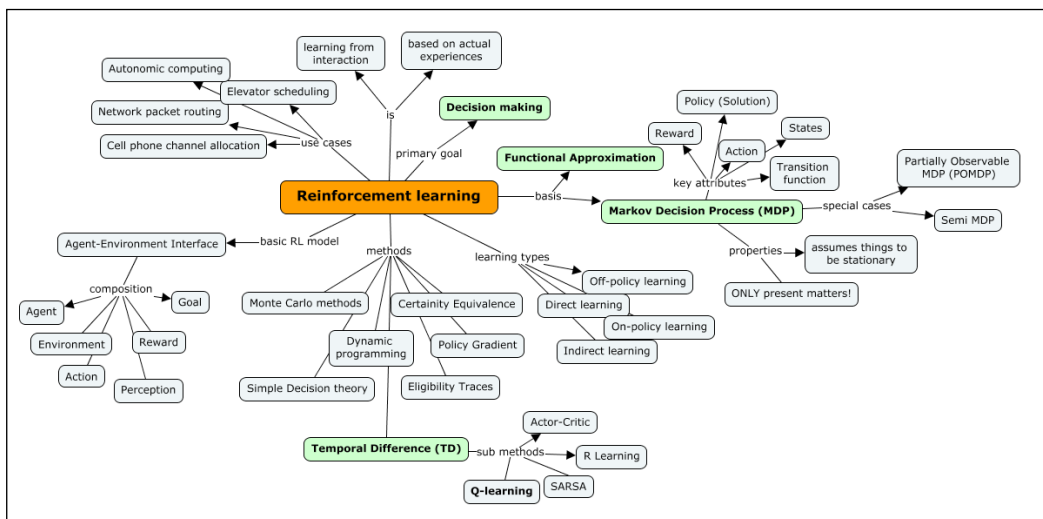 learning from
interaction
based on actual
experiences
Autonomic computing
Elevator scheduling
Network packet routing
Cell phone channel allocation
use cases
is
Decision making
primary goal
Policy (Solution)
Reward
States
Action
Transition
function
key attributes
Functional Approximation
Partially Observable
MDP (POMDP)
Reinforcement learning
basis
Markov Decision Process (MDP)
special cases
Semi MDP
Agent-Environment Interface
basic RL model
methods
learning types
properties
assumes things to
be stationary
ONLY present matters!
composition
Agent
Goal
Environment
Reward
Action
Perception
Monte Carlo methods
Certainity Equivalence
Dynamic
programming
Policy Gradient
Simple Decision theory
Eligibility Traces
Off-policy learning
Direct learning
On-policy learning
Indirect learning
Temporal Difference (TD)
sub methods
Actor-Critic
R Learning
Q-learning
SARSA